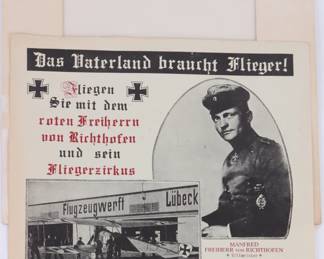 Das Vaterland braucht Flieger!
Fliegen
Sie mit dem
roten Freiherrn
von Richthofen
und sein
Fliegerzirkus
Flugzeugwerft Lübeck
MANFRED
FREIHERR von RICHTHOFEN